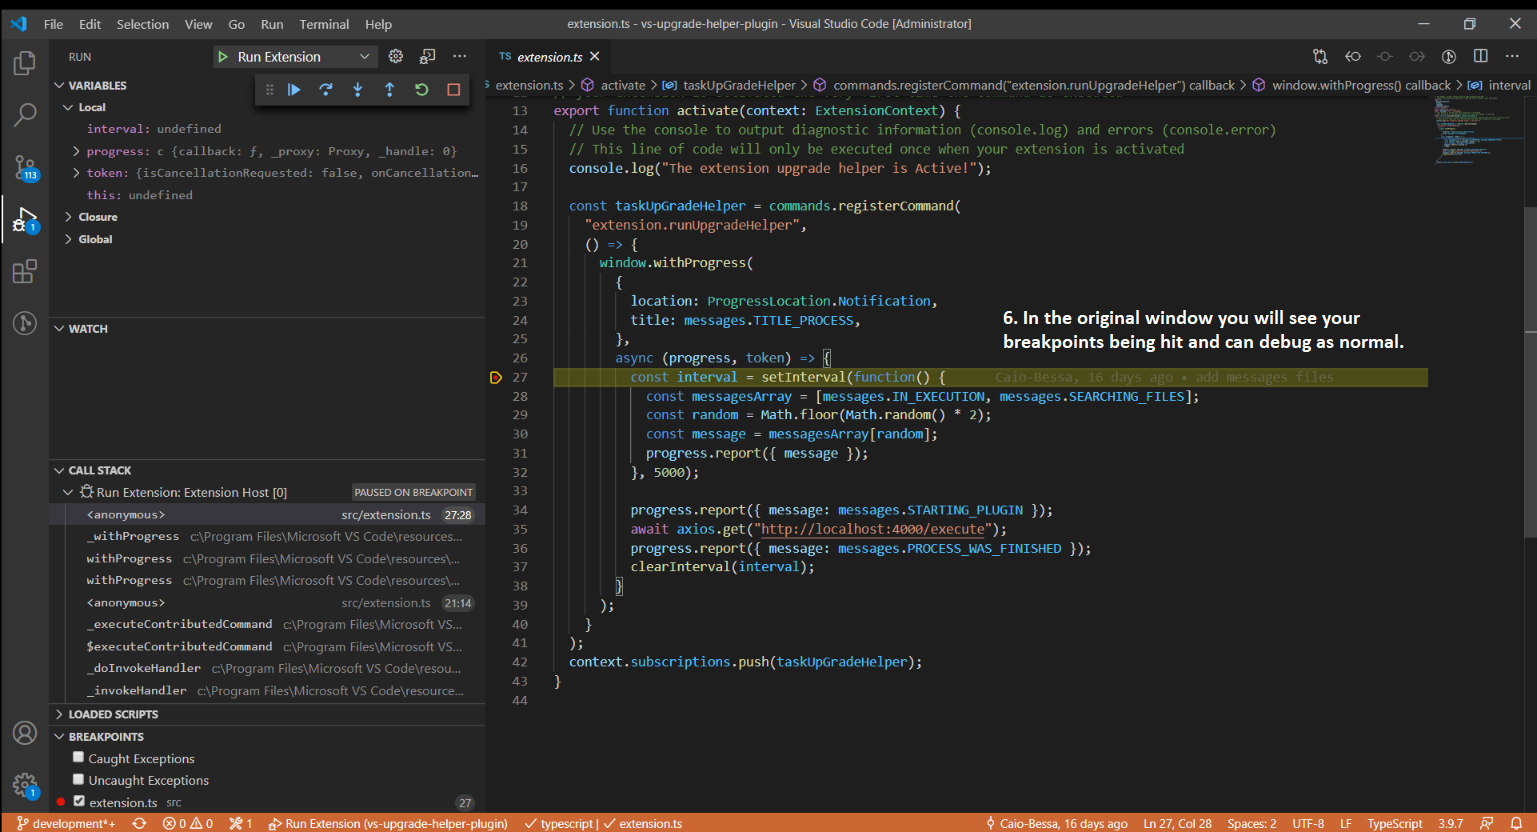 File Edit Selection View Go Run Terminal Help
extension.ts - vs-upgrade-helper-plugin - Visual Studio Code [Administrator]
RUN
Run Extension
TS extension.ts
VARIABLES
extension.ts > activate > taskUpGradeHelper > commands.registerCommand("extension.runUpgradeHelper") callback > window.withProgress() callback > interval
Local
interval: undefined
progress: c {callback: ƒ, _proxy: Proxy, _handle: 0}
token: {isCancellationRequested: false, onCancellation…
this: undefined
Closure
Global
WATCH
CALL STACK
Run Extension: Extension Host [0] PAUSED ON BREAKPOINT
<anonymous> src/extension.ts 27:28
_withProgress c:\Program Files\Microsoft VS Code\resources...
withProgress c:\Program Files\Microsoft VS Code\resources\...
withProgress c:\Program Files\Microsoft VS Code\resources\...
<anonymous> src/extension.ts 21:14
_executeContributedCommand c:\Program Files\Microsoft VS...
$executeContributedCommand c:\Program Files\Microsoft VS...
_doInvokeHandler c:\Program Files\Microsoft VS Code\resou...
_invokeHandler c:\Program Files\Microsoft VS Code\resource...
LOADED SCRIPTS
BREAKPOINTS
Caught Exceptions
Uncaught Exceptions
extension.ts src 27
113
1
1
13 export function activate(context: ExtensionContext) {
14 // Use the console to output diagnostic information (console.log) and errors (console.error)
15 // This line of code will only be executed once when your extension is activated
16 console.log("The extension upgrade helper is Active!");
17
18 const taskUpGradeHelper = commands.registerCommand(
19 "extension.runUpgradeHelper",
20 () => {
21 window.withProgress(
22 {
23 location: ProgressLocation.Notification,
24 title: messages.TITLE_PROCESS,
25 },
26 async (progress, token) => {
27 const interval = setInterval(function() { Caio-Bessa, 16 days ago • add messages files
28 const messagesArray = [messages.IN_EXECUTION, messages.SEARCHING_FILES];
29 const random = Math.floor(Math.random() * 2);
30 const message = messagesArray[random];
31 progress.report({ message });
32 }, 5000);
33
34 progress.report({ message: messages.STARTING_PLUGIN });
35 await axios.get("http://localhost:4000/execute");
36 progress.report({ message: messages.PROCESS_WAS_FINISHED });
37 clearInterval(interval);
38 }
39 );
40 }
41 );
42 context.subscriptions.push(taskUpGradeHelper);
43 }
44
6. In the original window you will see your
breakpoints being hit and can debug as normal.
development*+ 0 0 1 Run Extension (vs-upgrade-helper-plugin) typescript | extension.ts Caio-Bessa, 16 days ago Ln 27, Col 28 Spaces: 2 UTF-8 LF TypeScript 3.9.7